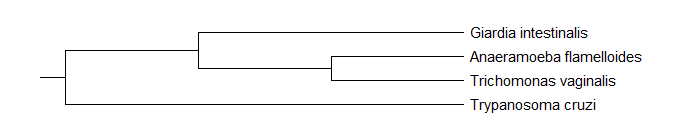 Giardia intestinalis
Anaeramoeba flamelloides
Trichomonas vaginalis
Trypanosoma cruzi